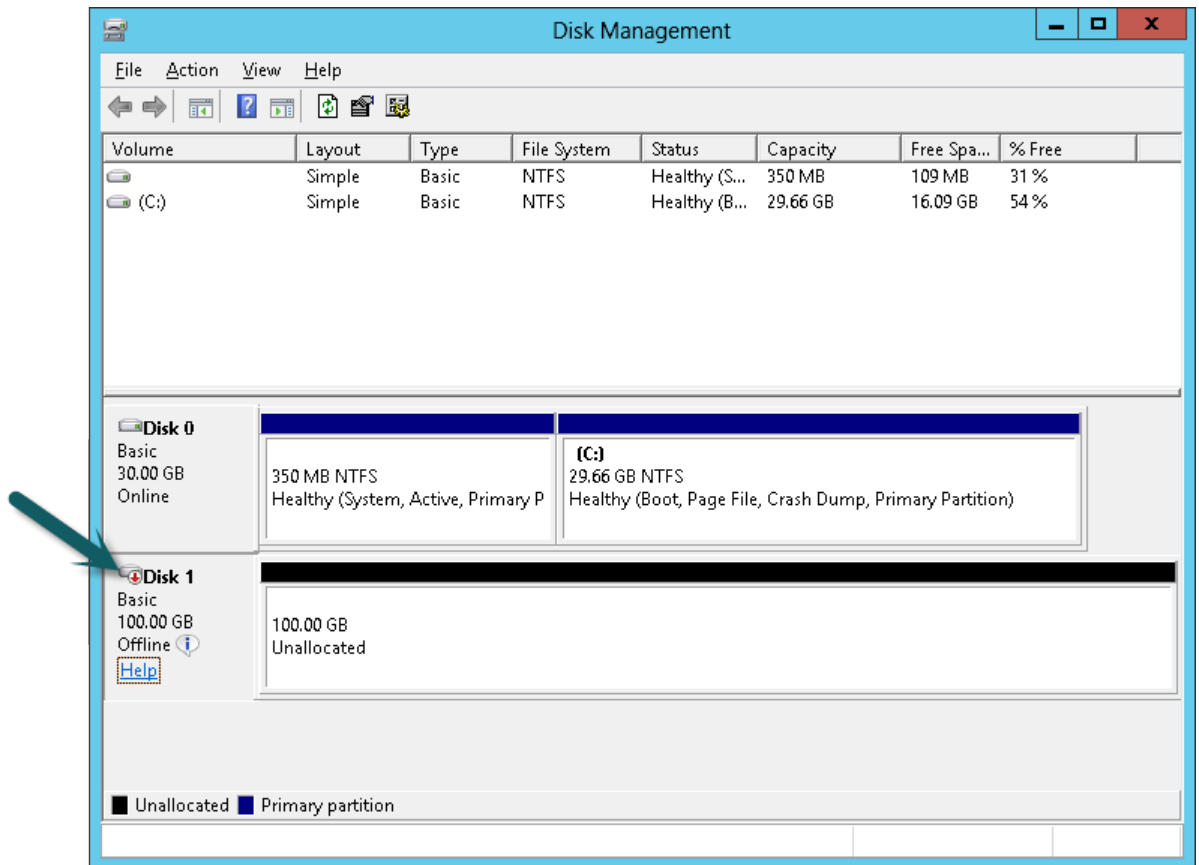 Disk Management
File Action View Help
Volume Layout Type File System Status Capacity Free Spa... % Free
Simple Basic NTFS Healthy (S... 350 MB 109 MB 31 %
(C:) Simple Basic NTFS Healthy (B... 29.66 GB 16.09 GB 54 %
Disk 0
Basic
30.00 GB
Online
350 MB NTFS
Healthy (System, Active, Primary P
(C:)
29.66 GB NTFS
Healthy (Boot, Page File, Crash Dump, Primary Partition)
Disk 1
Basic
100.00 GB
Offline
Help
100.00 GB
Unallocated
Unallocated Primary partition